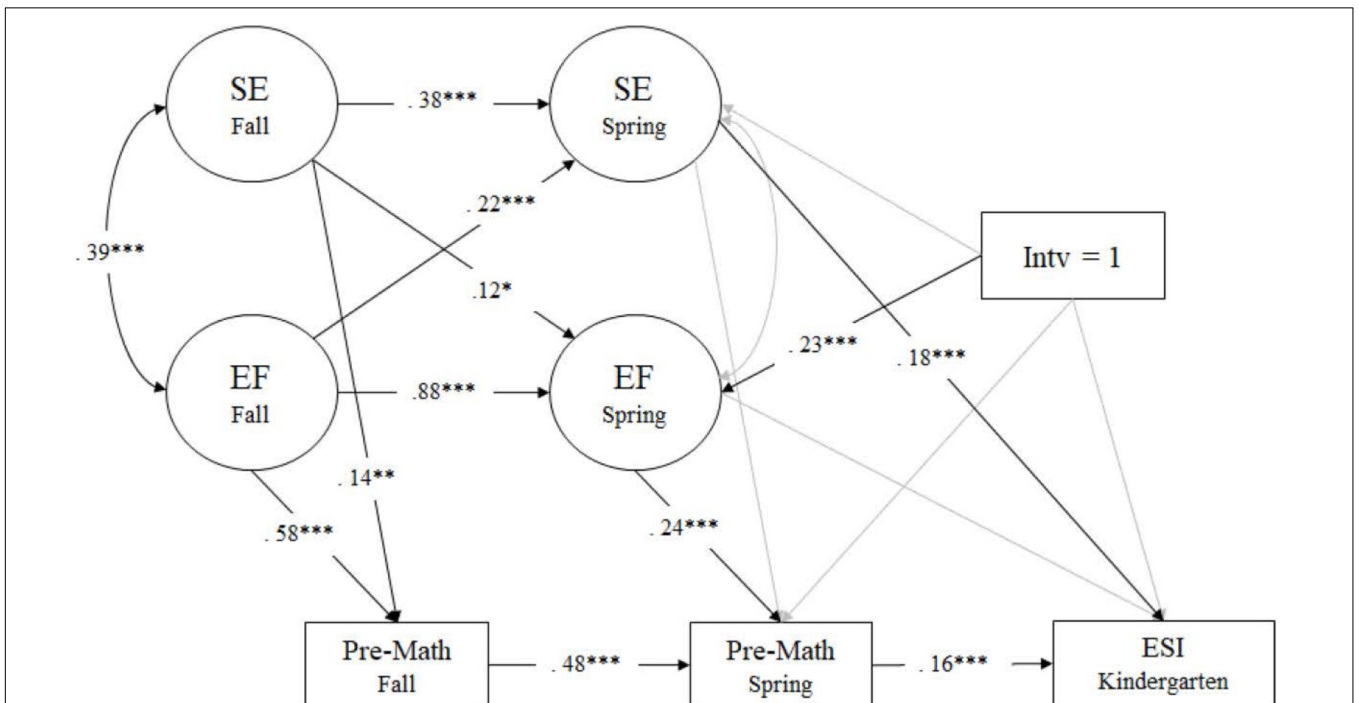 SE
Fall
. 38***
SE
Spring
. 22***
. 39***
Intv = 1
.12*
. 23***
. 18***
EF
Fall
.88***
EF
Spring
. 14**
. 58***
. 24***
Pre-Math
Fall
. 48***
Pre-Math
Spring
. 16***
ESI
Kindergarten